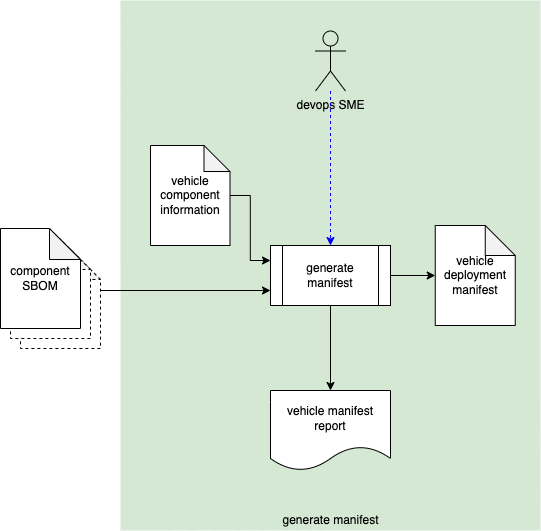 devops SME
vehicle
component
information
component
SBOM
generate
manifest
vehicle
deployment
manifest
vehicle manifest
report
generate manifest